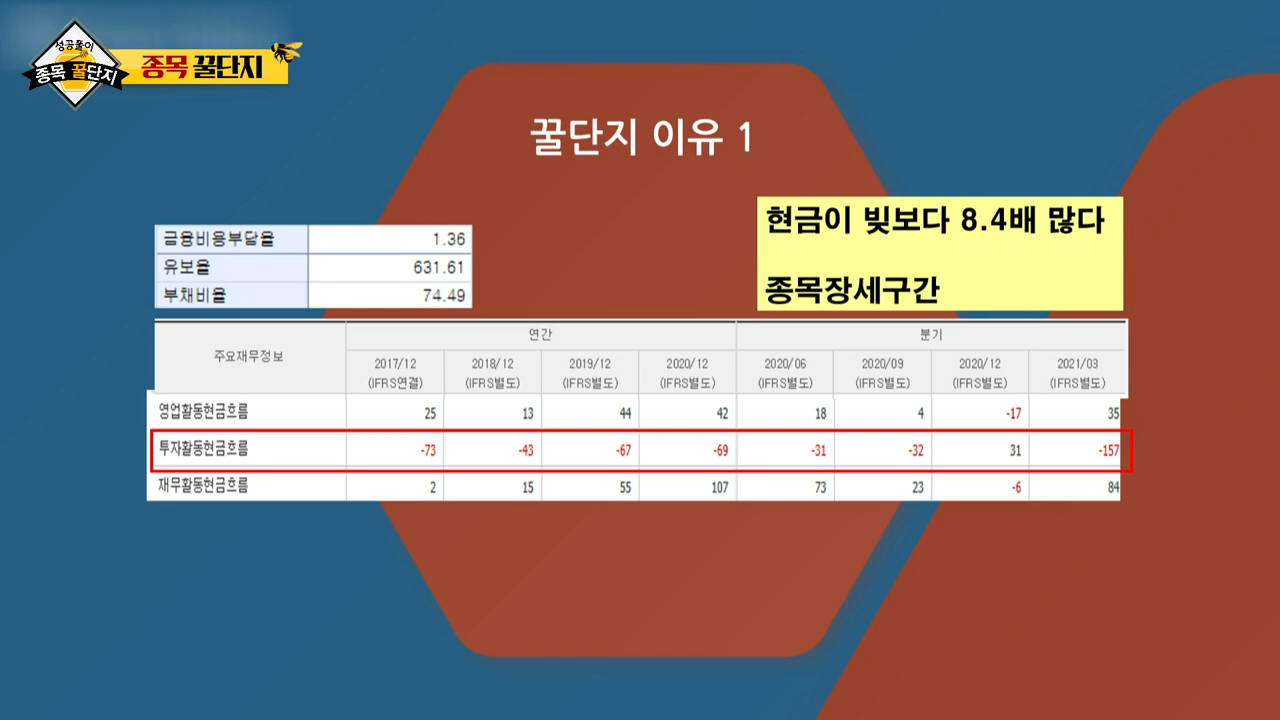 성공풀이
종목 꿀단지
종목 꿀단지
꿀단지 이유 1
현금이 빚보다 8.4배 많다
종목장세구간
금융비용부담율 1.36
유보율 631.61
부채비율 74.49
주요재무정보 연간 분기
2017/12 2018/12 2019/12 2020/12 2020/06 2020/09 2020/12 2021/03
(IFRS연결) (IFRS별도) (IFRS별도) (IFRS별도) (IFRS별도) (IFRS별도) (IFRS별도) (IFRS별도)
영업활동현금흐름 25 13 44 42 18 4 -17 35
투자활동현금흐름 -73 -43 -67 -69 -31 -32 31 -157
재무활동현금흐름 2 15 55 107 73 23 -6 84